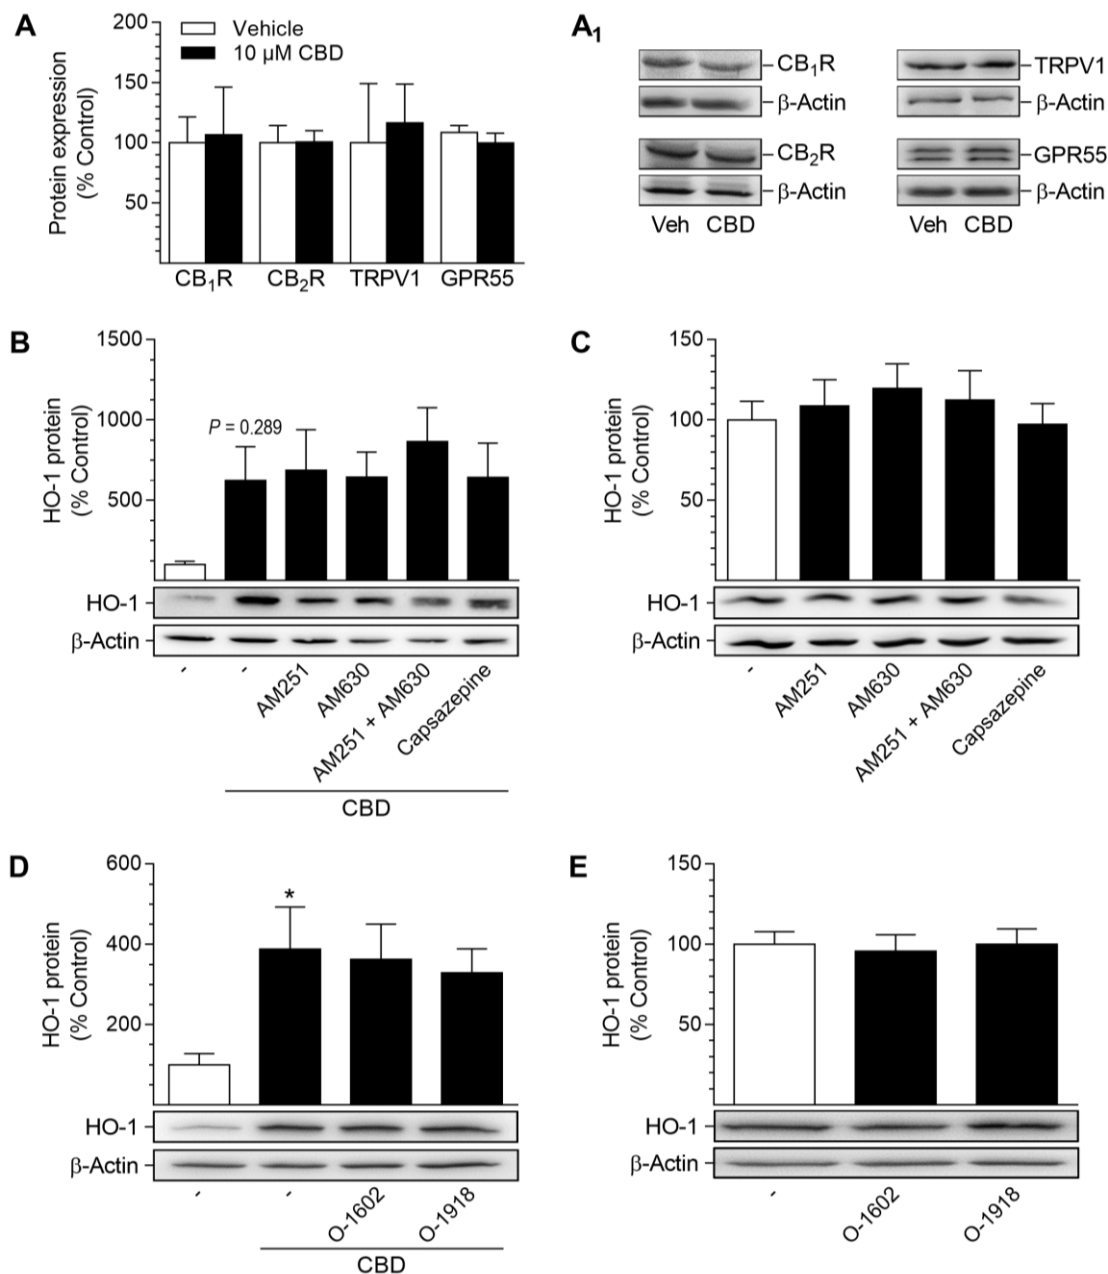 A
200
150
100
50
Protein expression
(% Control)
Vehicle
10 µM CBD
CB1R CB2R TRPV1 GPR55
A1
CB1R
β-Actin
CB2R
β-Actin
Veh CBD
TRPV1
β-Actin
GPR55
β-Actin
Veh CBD
B
1500
1000
500
HO-1 protein
(% Control)
P = 0.289
HO-1
β-Actin
- - AM251 AM630 AM251 + AM630 Capsazepine
CBD
C
150
100
50
HO-1 protein
(% Control)
HO-1
β-Actin
- AM251 AM630 AM251 + AM630 Capsazepine
D
600
400
200
HO-1 protein
(% Control)
*
HO-1
β-Actin
- - O-1602 O-1918
CBD
E
150
100
50
HO-1 protein
(% Control)
HO-1
β-Actin
- O-1602 O-1918